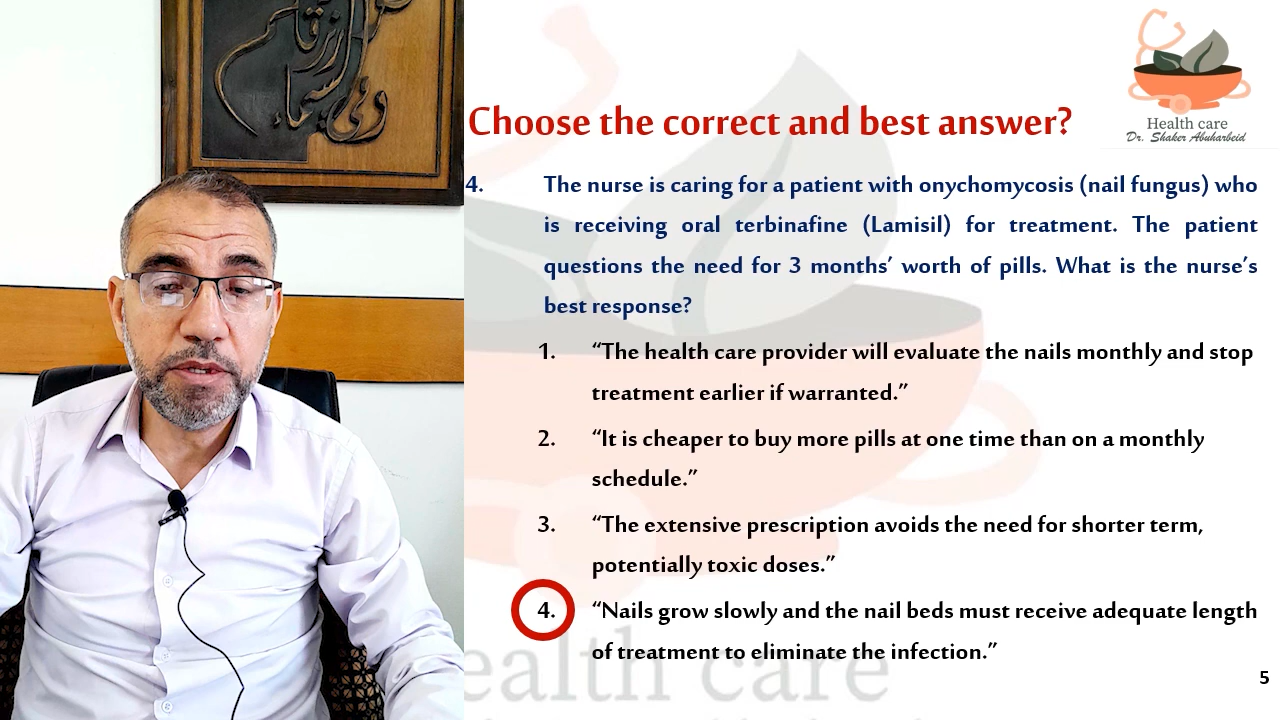 Health care
Dr. Shaker Abuharbeid
Choose the correct and best answer?
4. The nurse is caring for a patient with onychomycosis (nail fungus) who
is receiving oral terbinafine (Lamisil) for treatment. The patient
questions the need for 3 months’ worth of pills. What is the nurse’s
best response?
1. “The health care provider will evaluate the nails monthly and stop
treatment earlier if warranted.”
2. “It is cheaper to buy more pills at one time than on a monthly
schedule.”
3. “The extensive prescription avoids the need for shorter term,
potentially toxic doses.”
4. “Nails grow slowly and the nail beds must receive adequate length
of treatment to eliminate the infection.”
ealth care
5